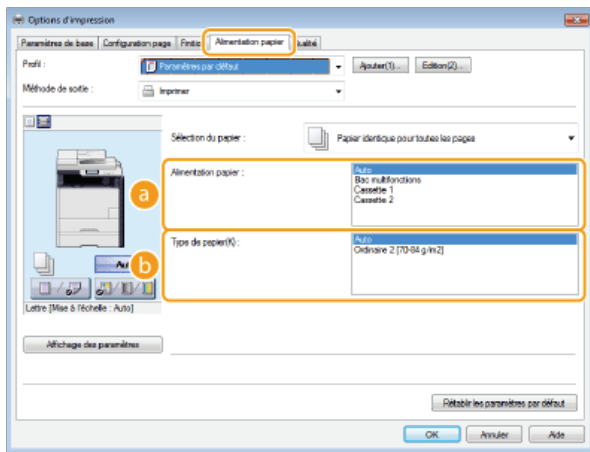 Options d'impression
Paramètres de base Configuration page Finitio Alimentation papier ualité
Profil : Paramètres par défaut Ajouter(1)... Edition(2)...
Méthode de sortie : Imprimer
Sélection du papier : Papier identique pour toutes les pages
a
Alimentation papier : Auto
Bac multifonctions
Cassette 1
Cassette 2
b
Type de papier(K) : Auto
Ordinaire 2 [70-84 g/m2]
Au
Lettre [Mise à l'échelle : Auto]
Affichage des paramètres
Rétablir les paramètres par défaut
OK Annuler Aide